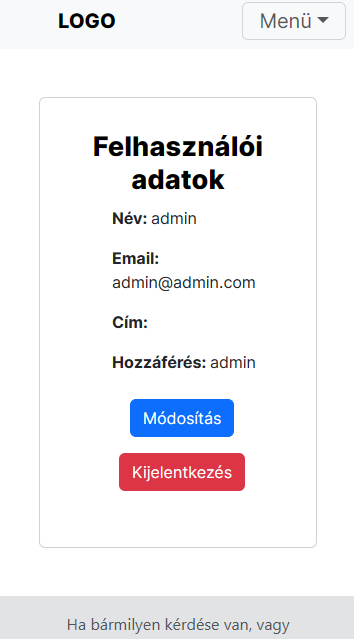 LOGO
Menü
Felhasználói
adatok
Név: admin
Email:
admin@admin.com
Cím:
Hozzáférés: admin
Módosítás
Kijelentkezés
Ha bármilyen kérdése van, vagy